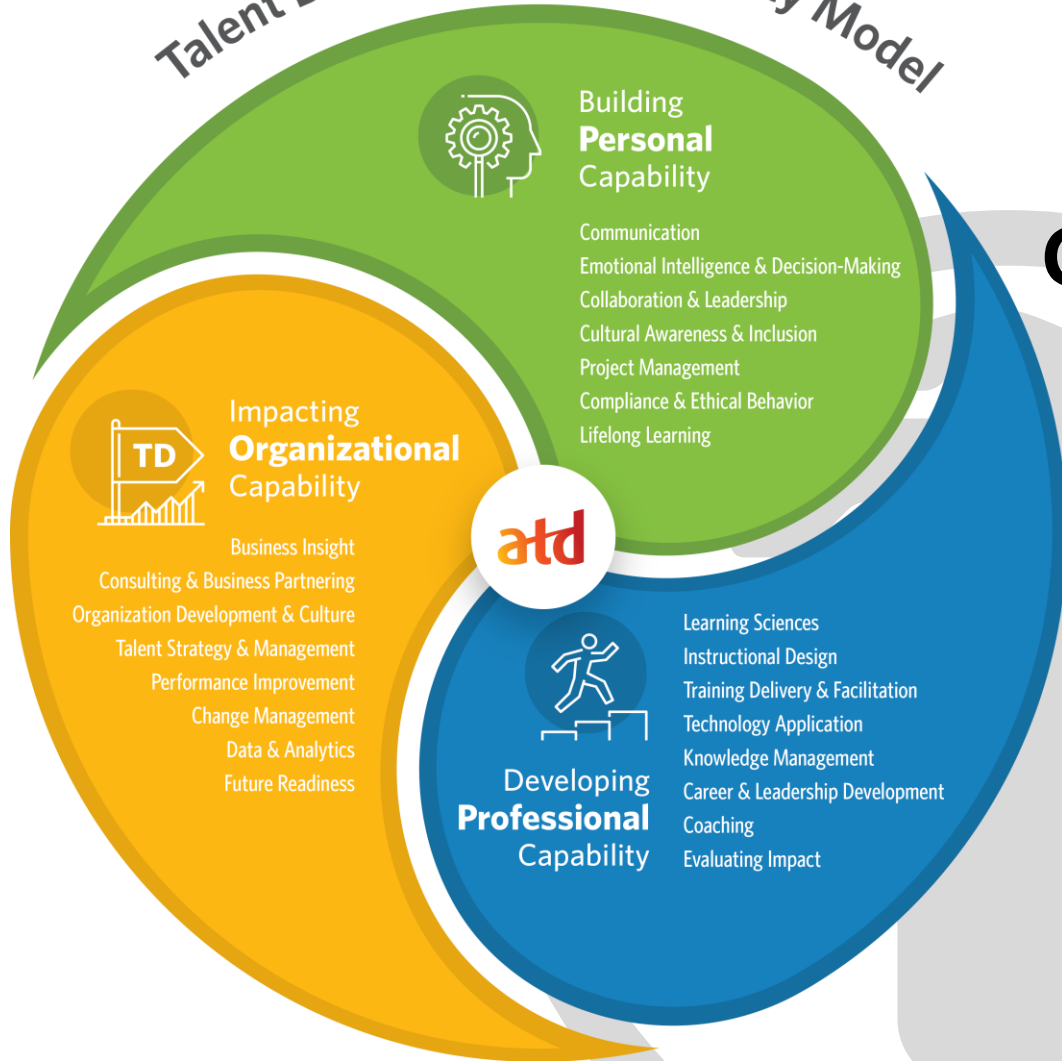 Talent
Model
Building
Personal
Capability
Communication
Emotional Intelligence & Decision-Making
Collaboration & Leadership
Cultural Awareness & Inclusion
Project Management
Compliance & Ethical Behavior
Lifelong Learning
TD
Impacting
Organizational
Capability
Business Insight
Consulting & Business Partnering
Organization Development & Culture
Talent Strategy & Management
Performance Improvement
Change Management
Data & Analytics
Future Readiness
atd
Developing
Professional
Capability
Learning Sciences
Instructional Design
Training Delivery & Facilitation
Technology Application
Knowledge Management
Career & Leadership Development
Coaching
Evaluating Impact